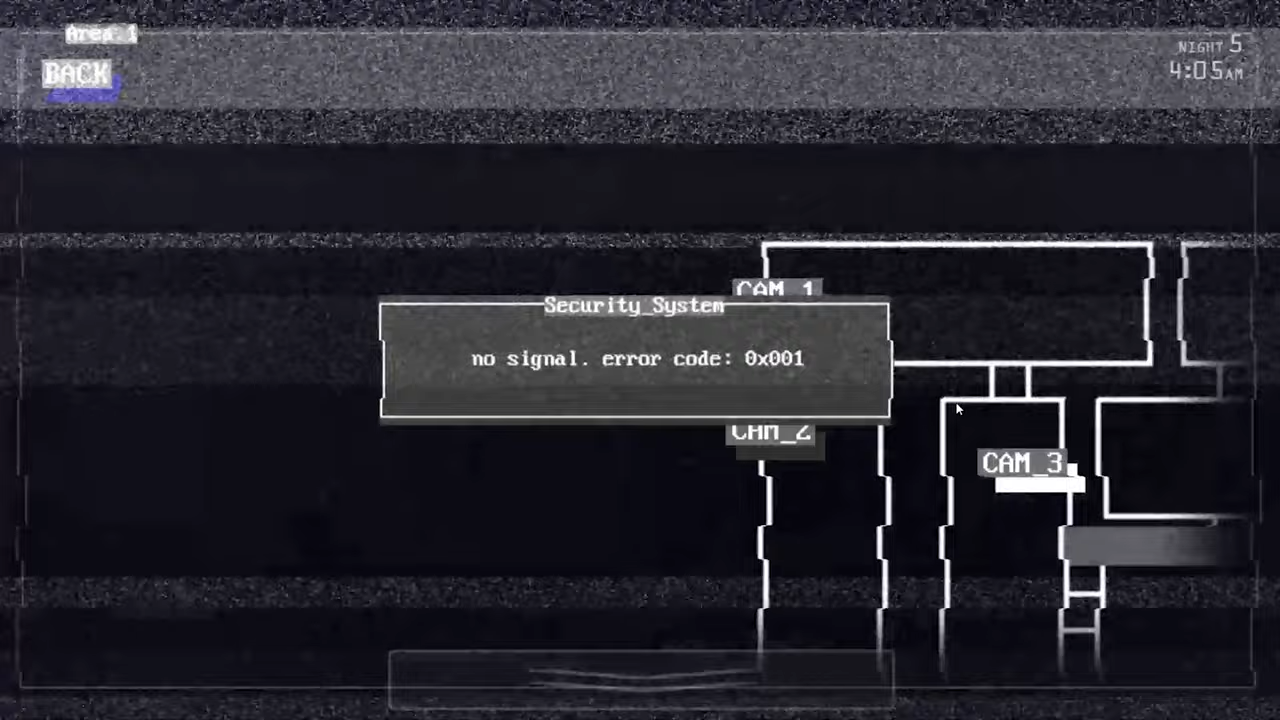 Area 1
BACK
NIGHT 5
4:05AM
CAM_1
Security_System
no signal. error code: 0x001
CAM_2
CAM_3